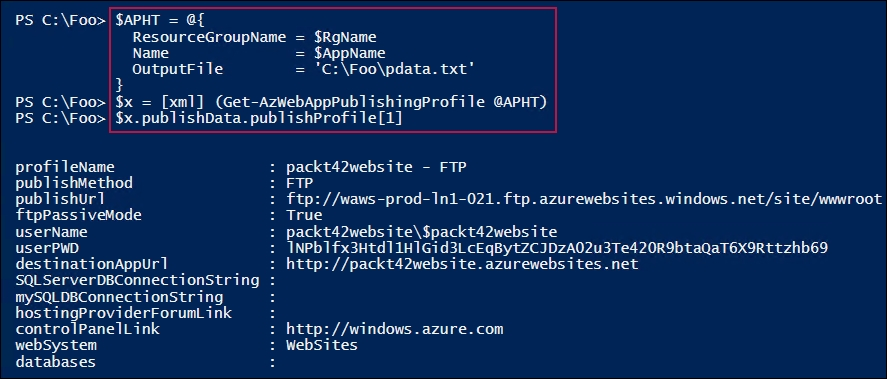 PS C:\Foo> $APHT = @{
ResourceGroupName = $RgName
Name = $AppName
OutputFile = 'C:\Foo\pdata.txt'
}
PS C:\Foo> $x = [xml] (Get-AzWebAppPublishingProfile @APHT)
PS C:\Foo> $x.publishData.publishProfile[1]
profileName : packt42website - FTP
publishMethod : FTP
publishUrl : ftp://waws-prod-ln1-021.ftp.azurewebsites.windows.net/site/wwwroot
ftpPassiveMode : True
userName : packt42website\$packt42website
userPWD : lNPblfx3Htdl1HlGid3LcEqBytZCJDzA02u3Te42OR9btaQaT6X9Rttzhb69
destinationAppUrl : http://packt42website.azurewebsites.net
SQLServerDBConnectionString :
mySQLDBConnectionString :
hostingProviderForumLink :
controlPanelLink : http://windows.azure.com
webSystem : WebSites
databases :